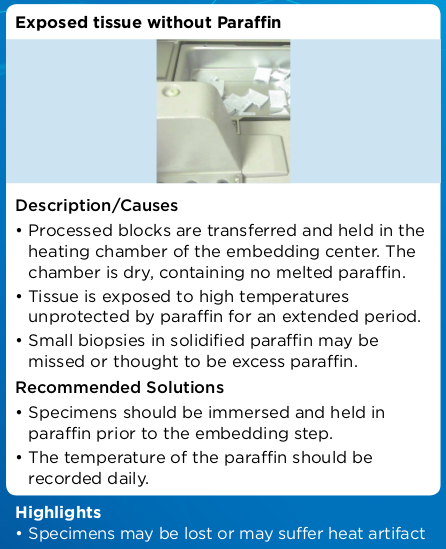 Exposed tissue without Paraffin
Description/Causes
• Processed blocks are transferred and held in the
heating chamber of the embedding center. The
chamber is dry, containing no melted paraffin.
• Tissue is exposed to high temperatures
unprotected by paraffin for an extended period.
• Small biopsies in solidified paraffin may be
missed or thought to be excess paraffin.
Recommended Solutions
• Specimens should be immersed and held in
paraffin prior to the embedding step.
• The temperature of the paraffin should be
recorded daily.
Highlights
• Specimens may be lost or may suffer heat artifact